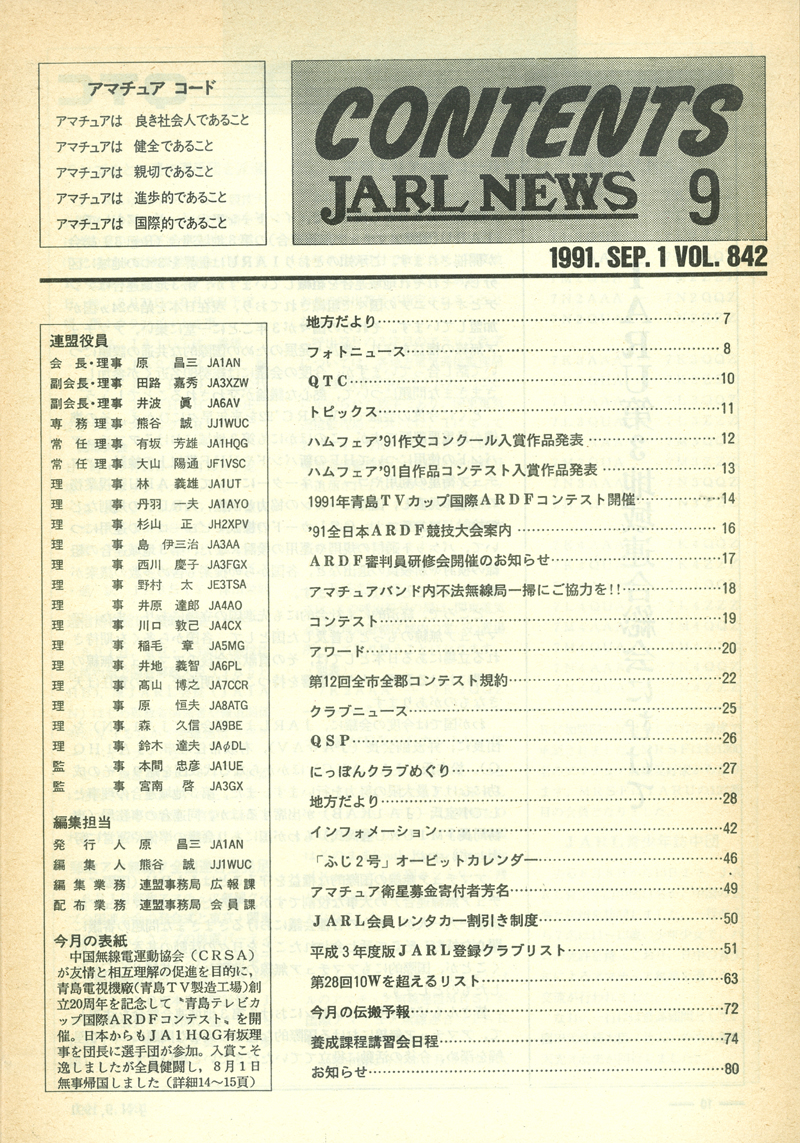 アマチュア コード
アマチュアは 良き社会人であること
アマチュアは 健全であること
アマチュアは 親切であること
アマチュアは 進歩的であること
アマチュアは 国際的であること
CONTENTS
JARL NEWS 9
1991. SEP. 1 VOL. 842
連盟役員
会長・理事 原 昌三 JA1AN
副会長・理事 田路 嘉秀 JA3XZW
副会長・理事 井波 眞 JA6AV
専務理事 熊谷 誠 JJ1WUC
常任理事 有坂 芳雄 JA1HQG
常任理事 大山 陽通 JF1VSC
理事 林 義雄 JA1UT
理事 丹羽 一夫 JA1AYO
理事 杉山 正 JH2XPV
理事 島 伊三治 JA3AA
理事 西川 慶子 JA3FGX
理事 野村 太 JE3TSA
理事 井原 達郎 JA4AO
理事 川口 敦己 JA4CX
理事 稲毛 章 JA5MG
理事 井地 義智 JA6PL
理事 高山 博之 JA7CCR
理事 原 恒夫 JA8ATG
理事 森 久信 JA9BE
理事 鈴木 達夫 JAφDL
監事 本間 忠彦 JA1UE
監事 宮南 啓 JA3GX
編集担当
発行人 原 昌三 JA1AN
編集人 熊谷 誠 JJ1WUC
編集業務 連盟事務局 広報課
配布業務 連盟事務局 会員課
今月の表紙
中国無線電運動協会(CRSA)
が友情と相互理解の促進を目的に,
青島電視機廠(青島TV製造工場)創
立20周年を記念して〝青島テレビカ
ップ国際ARDFコンテスト〟を開
催。日本からもJA1HQG有坂理
事を団長に選手団が参加。入賞こそ
逸しましたが全員健闘し,8月1日
無事帰国しました(詳細14〜15頁)
地方だより……7
フォトニュース……8
QTC……10
トピックス……11
ハムフェア'91作文コンクール入賞作品発表……12
ハムフェア'91自作品コンテスト入賞作品発表……13
1991年青島TVカップ国際ARDFコンテスト開催……14
'91全日本ARDF競技大会案内……16
ARDF審判員研修会開催のお知らせ……17
アマチュアバンド内不法無線局一掃にご協力を!!……18
コンテスト……19
アワード……20
第12回全市全郡コンテスト規約……22
クラブニュース……25
QSP……26
にっぽんクラブめぐり……27
地方だより……28
インフォメーション……42
「ふじ2号」オービットカレンダー……46
アマチュア衛星募金寄付者芳名……49
JARL会員レンタカー割引き制度……50
平成3年度版JARL登録クラブリスト……51
第28回10Wを超えるリスト……63
今月の伝搬予報……72
養成課程講習会日程……74
お知らせ……80